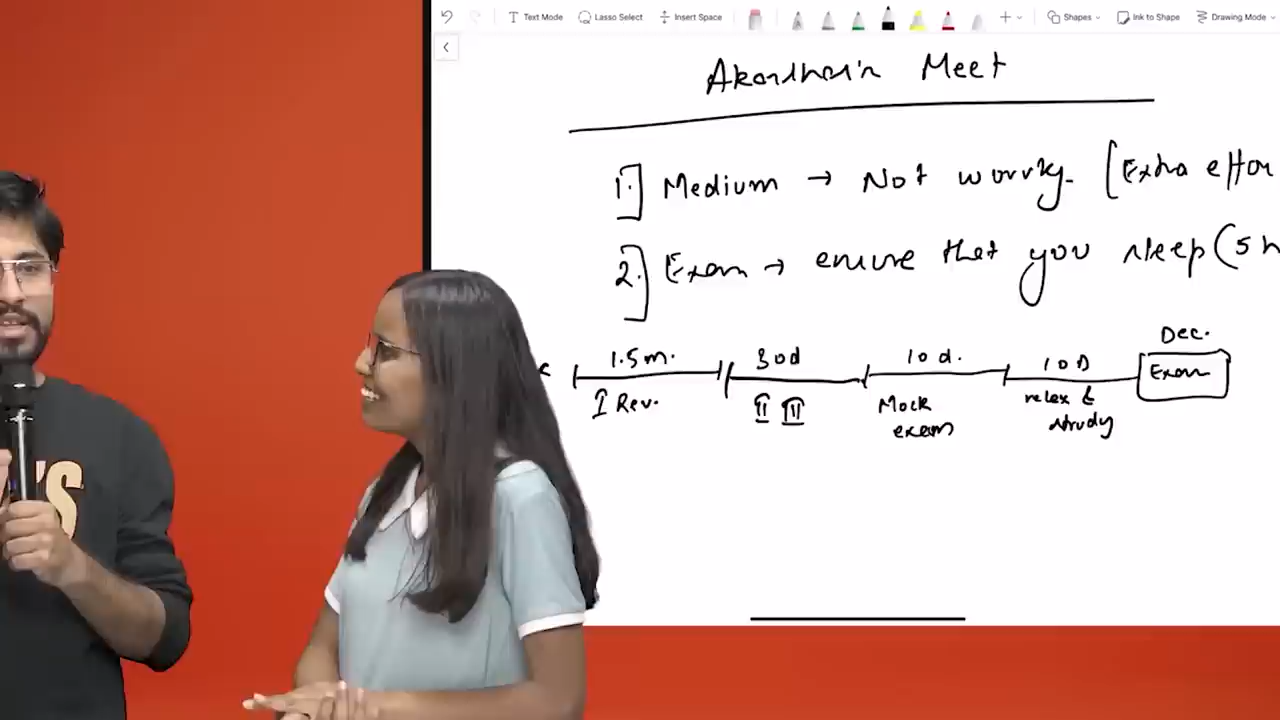 Text Mode Lasso Select Insert Space Shapes Ink to Shape Drawing Mode
Meet
1.] Medium → Not worry. [Extra effor
2.] Exam → ensure that you sleep (5 h
Dec.
1.5 m. 30d 10 d. 10 D Exam
I Rev. II III Mock exam relax & study
'S